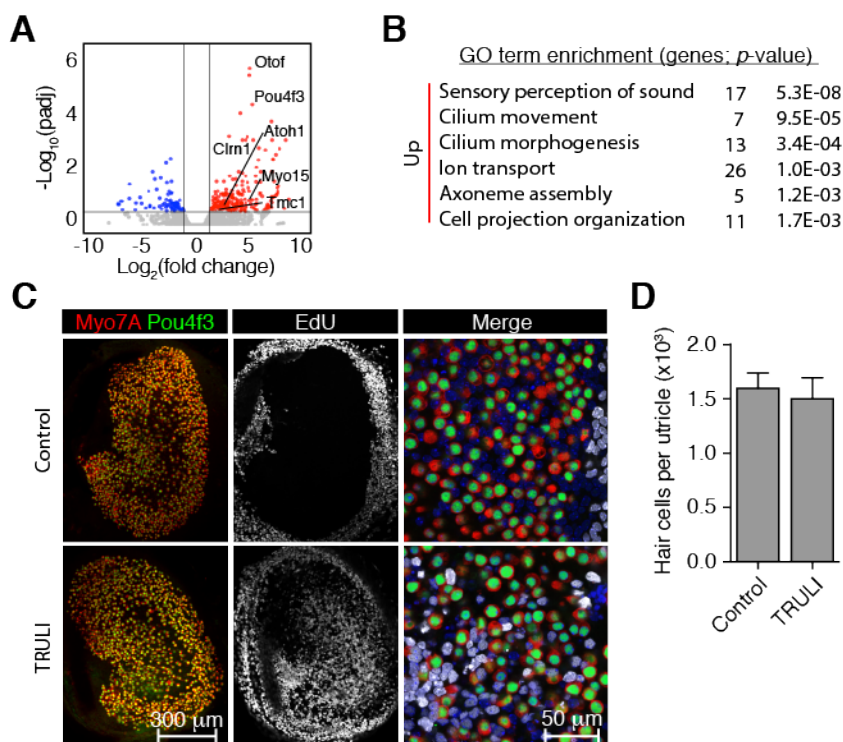 A
6
4
2
0
-Log10(padj)
Otof
Pou4f3
Atoh1
Clrn1
Myo15
Tmc1
-10 -5 0 5 10
Log2(fold change)
B
GO term enrichment (genes; p-value)
Up
Sensory perception of sound 17 5.3E-08
Cilium movement 7 9.5E-05
Cilium morphogenesis 13 3.4E-04
Ion transport 26 1.0E-03
Axoneme assembly 5 1.2E-03
Cell projection organization 11 1.7E-03
C
Myo7A Pou4f3 EdU Merge
Control
TRULI
300 μm
50 μm
D
Hair cells per utricle (x10³)
2.0
1.5
1.0
0.5
0.0
Control TRULI